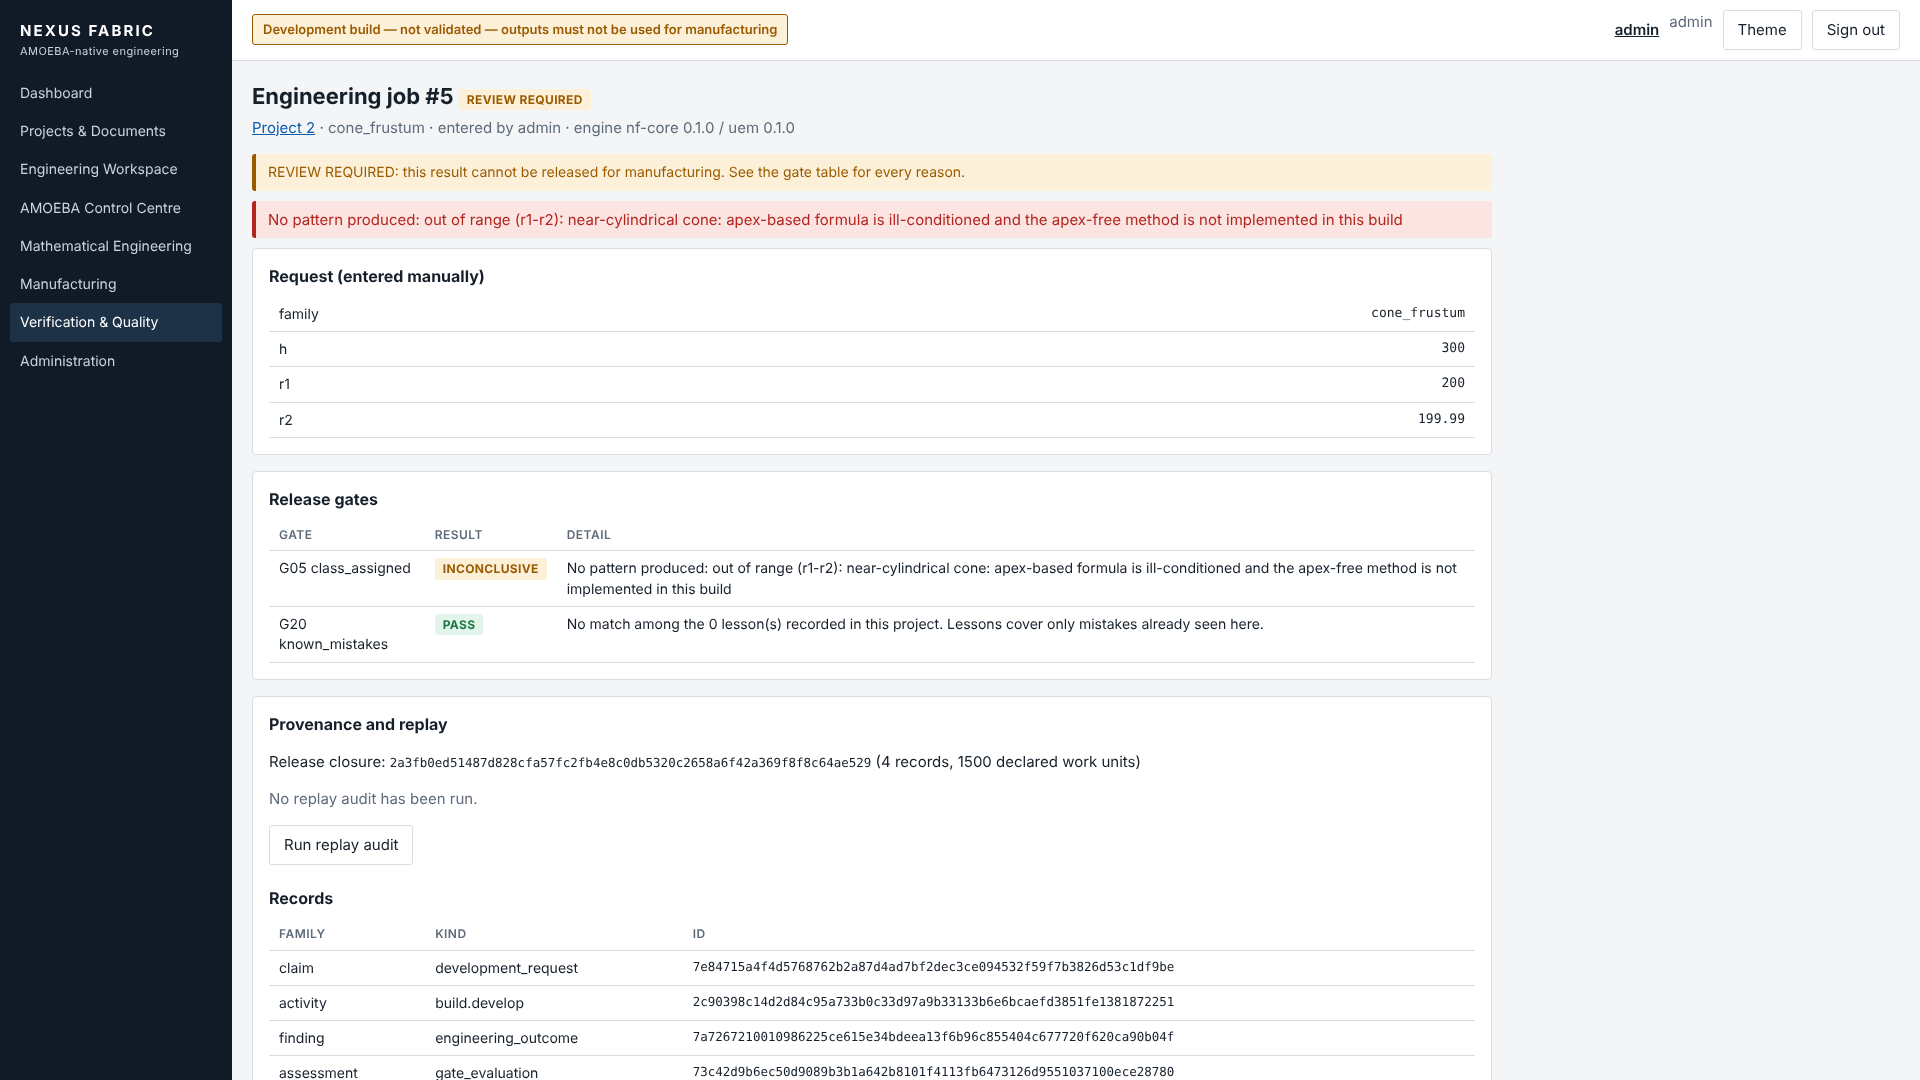 NEXUS FABRIC
AMOEBA-native engineering
Dashboard
Projects & Documents
Engineering Workspace
AMOEBA Control Centre
Mathematical Engineering
Manufacturing
Verification & Quality
Administration
Development build — not validated — outputs must not be used for manufacturing
admin admin Theme Sign out
Engineering job #5 REVIEW REQUIRED
Project 2 · cone_frustum · entered by admin · engine nf-core 0.1.0 / uem 0.1.0
REVIEW REQUIRED: this result cannot be released for manufacturing. See the gate table for every reason.
No pattern produced: out of range (r1-r2): near-cylindrical cone: apex-based formula is ill-conditioned and the apex-free method is not implemented in this build
Request (entered manually)
family cone_frustum
h 300
r1 200
r2 199.99
Release gates
GATE RESULT DETAIL
G05 class_assigned INCONCLUSIVE No pattern produced: out of range (r1-r2): near-cylindrical cone: apex-based formula is ill-conditioned and the apex-free method is not
implemented in this build
G20 PASS No match among the 0 lesson(s) recorded in this project. Lessons cover only mistakes already seen here.
known_mistakes
Provenance and replay
Release closure: 2a3fb0ed51487d828cfa57fc2fb4e8c0db5320c2658a6f42a369f8f8c64ae529 (4 records, 1500 declared work units)
No replay audit has been run.
Run replay audit
Records
FAMILY KIND ID
claim development_request 7e84715a4f4d5768762b2a87d4ad7bf2dec3ce094532f59f7b3826d53c1df9be
activity build.develop 2c90398c14d2d84c95a733b0c33d97a9b33133b6e6bcaefd3851fe1381872251
finding engineering_outcome 7a7267210010986225ce615e34bdeea13f6b96c855404c677720f620ca90b04f
assessment gate_evaluation 73c42d9b6ec50d9089b3b1a642b8101f4113fb6473126d9551037100ece28780